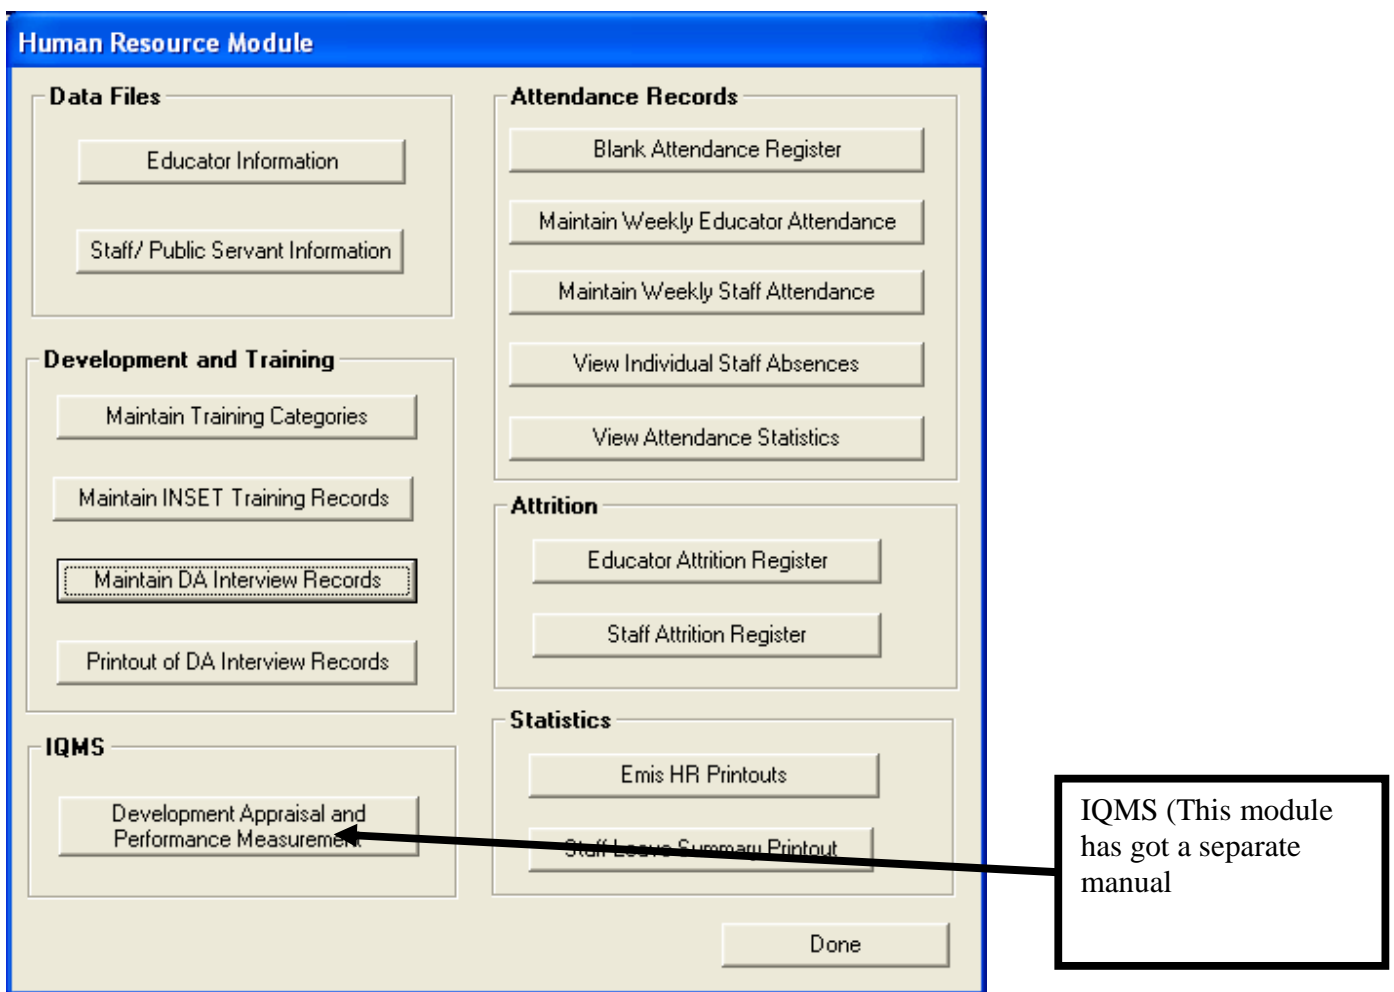 Human Resource Module
Data Files
Educator Information
Staff/ Public Servant Information
Development and Training
Maintain Training Categories
Maintain INSET Training Records
Maintain DA Interview Records
Printout of DA Interview Records
IQMS
Development Appraisal and
Performance Measurement
Attendance Records
Blank Attendance Register
Maintain Weekly Educator Attendance
Maintain Weekly Staff Attendance
View Individual Staff Absences
View Attendance Statistics
Attrition
Educator Attrition Register
Staff Attrition Register
Statistics
Emis HR Printouts
Staff Leave Summary Printout
Done
IQMS (This module
has got a separate
manual